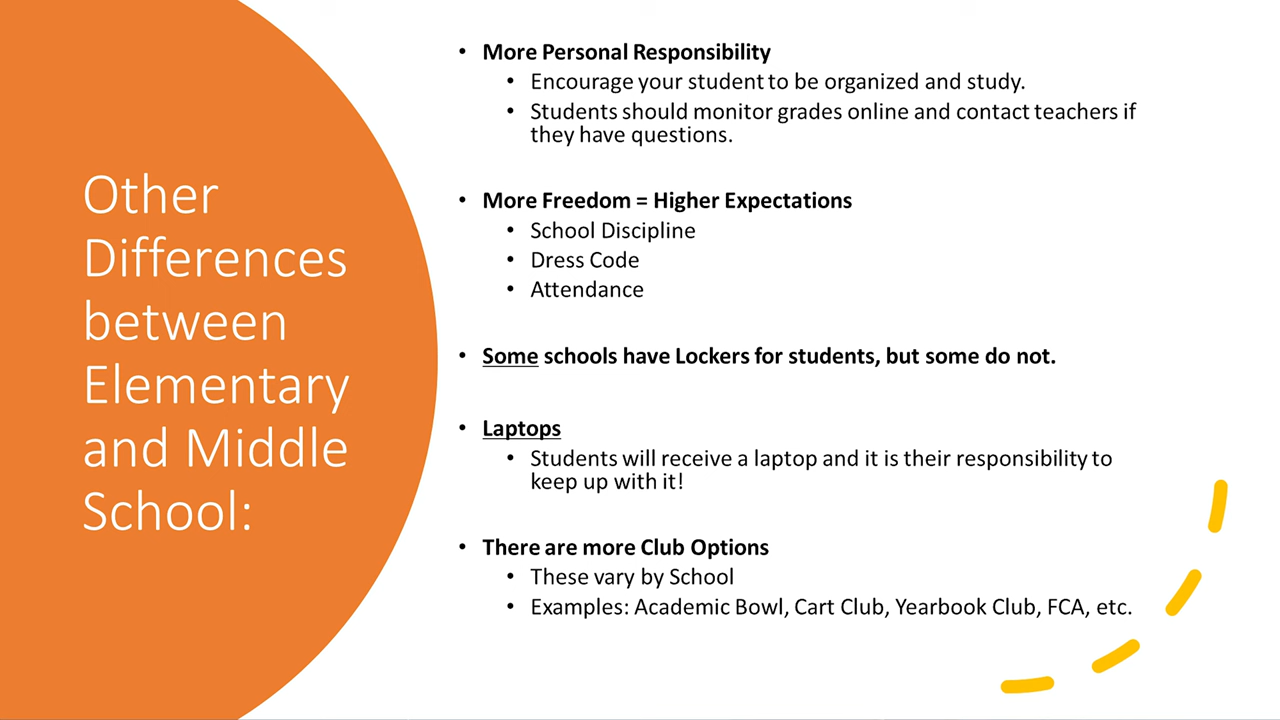 Other
Differences
between
Elementary
and Middle
School:
• More Personal Responsibility
• Encourage your student to be organized and study.
• Students should monitor grades online and contact teachers if
they have questions.
• More Freedom = Higher Expectations
• School Discipline
• Dress Code
• Attendance
• Some schools have Lockers for students, but some do not.
• Laptops
• Students will receive a laptop and it is their responsibility to
keep up with it!
• There are more Club Options
• These vary by School
• Examples: Academic Bowl, Cart Club, Yearbook Club, FCA, etc.